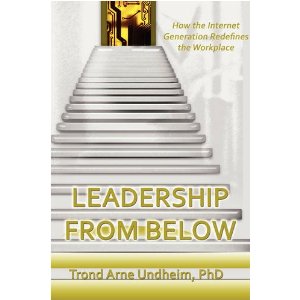 How the Internet
Generation Redefines
the Workplace
LEADERSHIP
FROM BELOW
Trond Arne Undheim, PhD